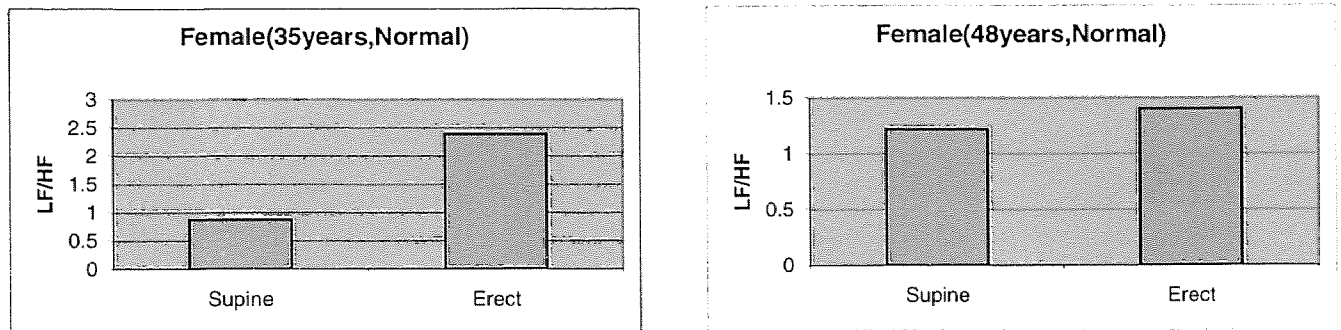 Female(35years,Normal)
3
2.5
2
1.5
1
0.5
0
LF/HF
Supine
Erect
Female(48years,Normal)
1.5
1
0.5
0
LF/HF
Supine
Erect